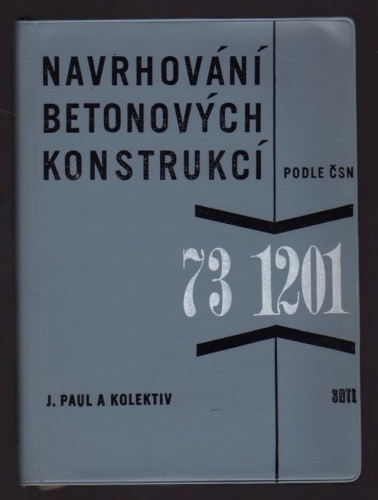 NAVRHOVÁNÍ
BETONOVÝCH
KONSTRUKCÍ
PODLE ČSN
73 1201
J. PAUL A KOLEKTIV
SNTL